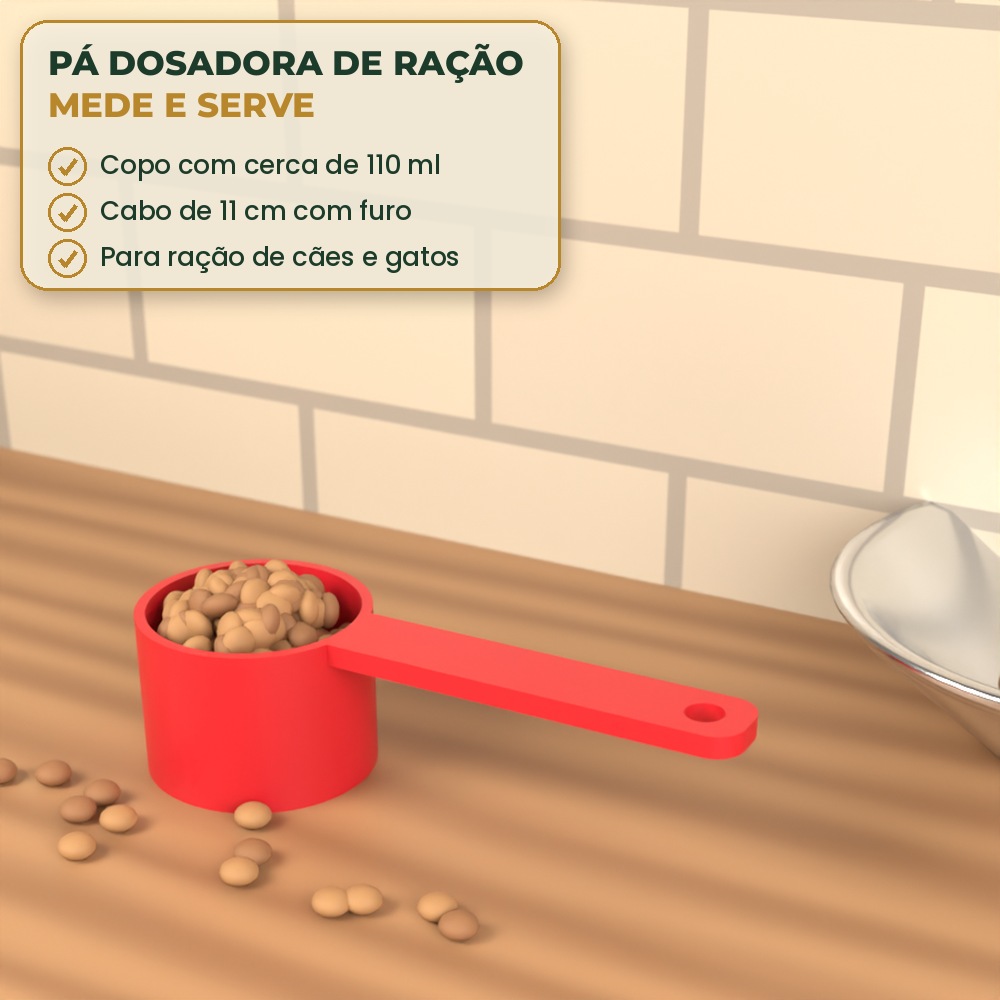 PÁ DOSADORA DE RAÇÃO
MEDE E SERVE
Copo com cerca de 110 ml
Cabo de 11 cm com furo
Para ração de cães e gatos